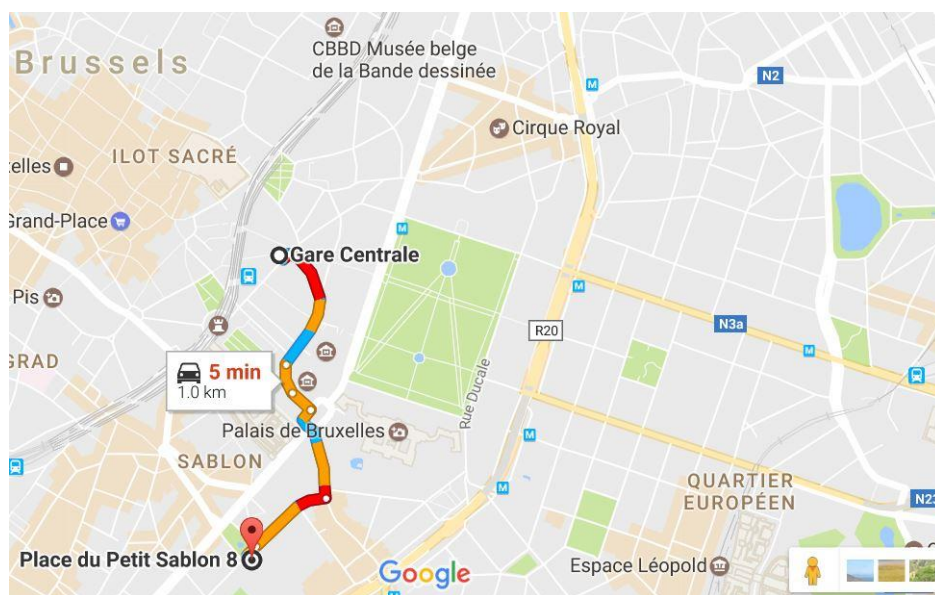 CBBD Musée belge
de la Bande dessinée
Brussels
N2
Cirque Royal
ILOT SACRÉ
elles
Grand-Place
M
Gare Centrale
M
Pis
N3a
R20
M
GRAD
5 min
1.0 km
Rue Ducale
Palais de Bruxelles
SABLON
M
QUARTIER
EUROPÉEN
M
N23
Place du Petit Sablon 8
Google
Espace Léopold
M
M